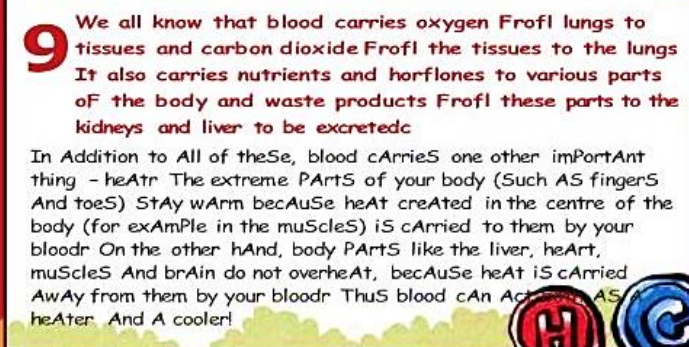 9
We all know that blood carries oxygen Frofl lungs to
tissues and carbon dioxide Frofl the tissues to the lungs
It also carries nutrients and horflones to various parts
oF the body and waste products Frofl these parts to the
kidneys and liver to be excretedc
In Addition to All of theSe, blood cArrieS one other imPortAnt
thing – heAtr The extreme PArtS of your body (Such AS fingerS
And toeS) StAy wArm becAuSe heAt creAted in the centre of the
body (for exAmPle in the muScleS) iS cArried to them by your
bloodr On the other hAnd, body PArtS like the liver, heArt,
muScleS And brAin do not overheAt, becAuSe heAt iS cArried
AwAy from them by your bloodr ThuS blood cAn Act AS A
heAter And A cooler!
H C